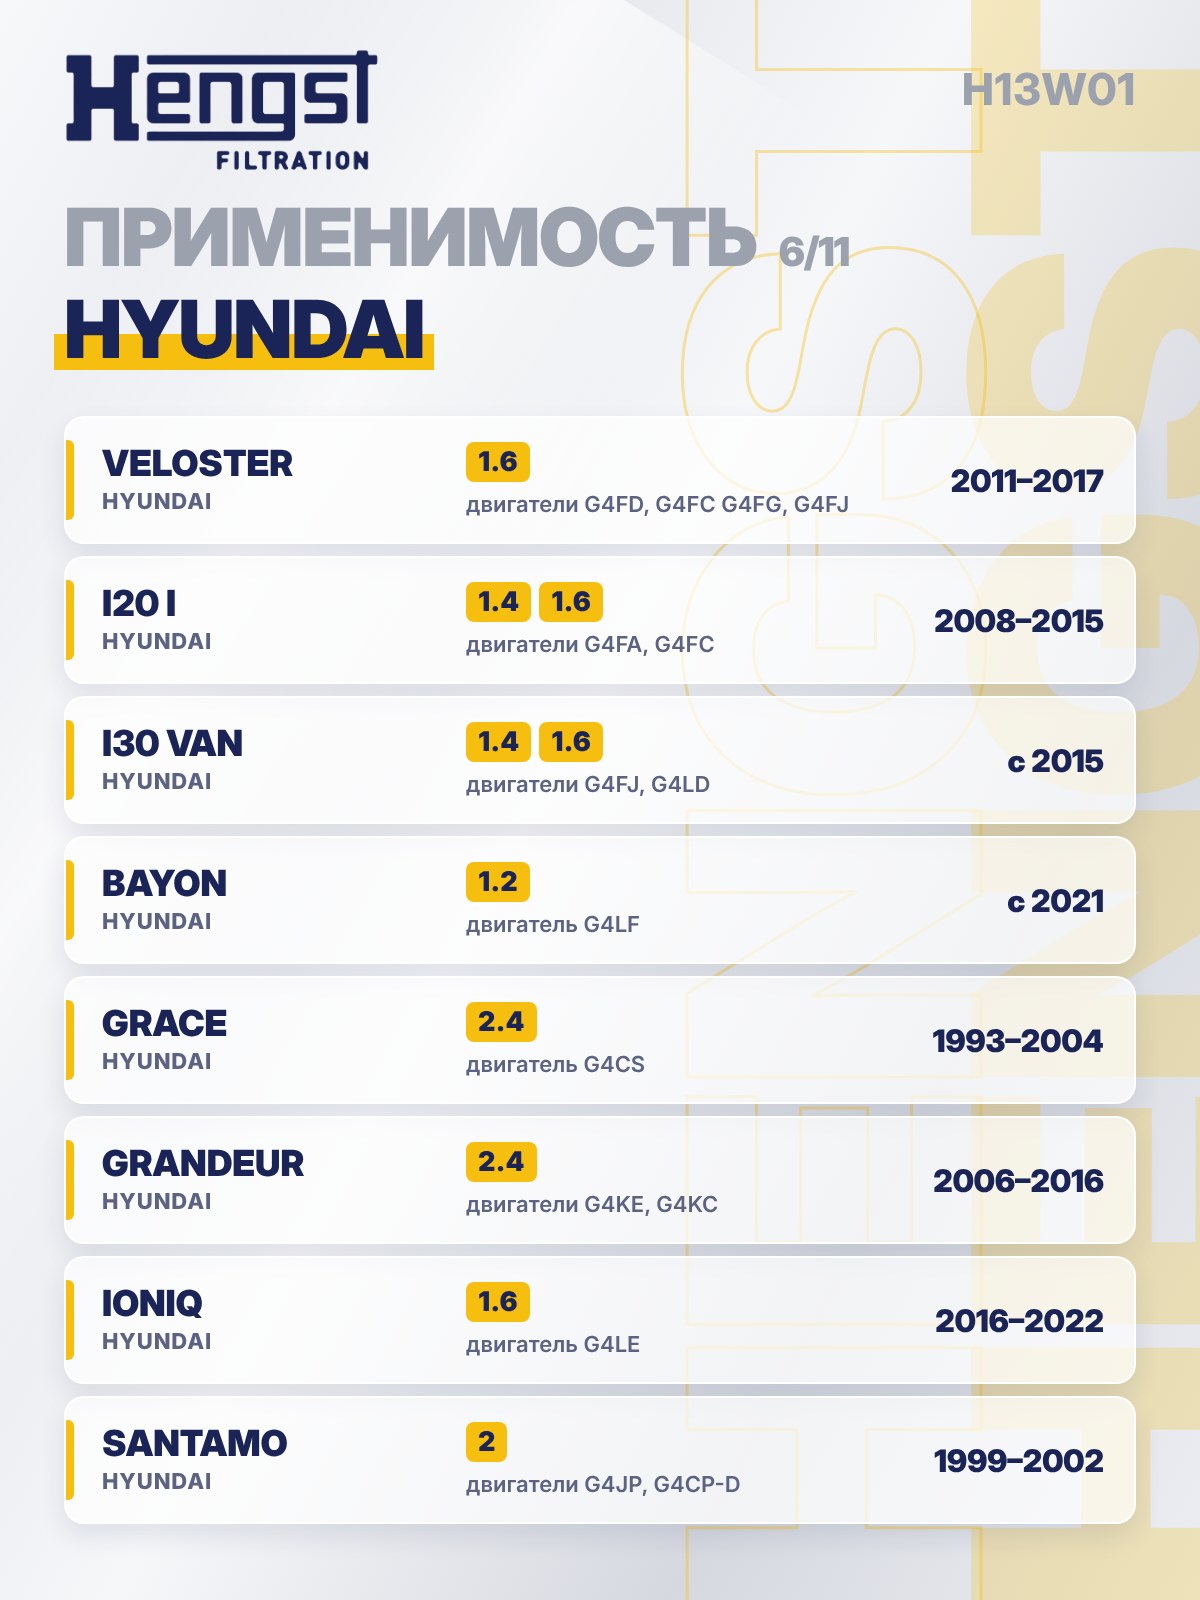 Hengst
FILTRATION
H13W01
ПРИМЕНИМОСТЬ 6/11
HYUNDAI
VELOSTER
HYUNDAI
1.6
двигатели G4FD, G4FC G4FG, G4FJ
2011–2017
I20 I
HYUNDAI
1.4 1.6
двигатели G4FA, G4FC
2008–2015
I30 VAN
HYUNDAI
1.4 1.6
двигатели G4FJ, G4LD
с 2015
BAYON
HYUNDAI
1.2
двигатель G4LF
с 2021
GRACE
HYUNDAI
2.4
двигатель G4CS
1993–2004
GRANDEUR
HYUNDAI
2.4
двигатели G4KE, G4KC
2006–2016
IONIQ
HYUNDAI
1.6
двигатель G4LE
2016–2022
SANTAMO
HYUNDAI
2
двигатели G4JP, G4CP-D
1999–2002
HENGST
HENGST